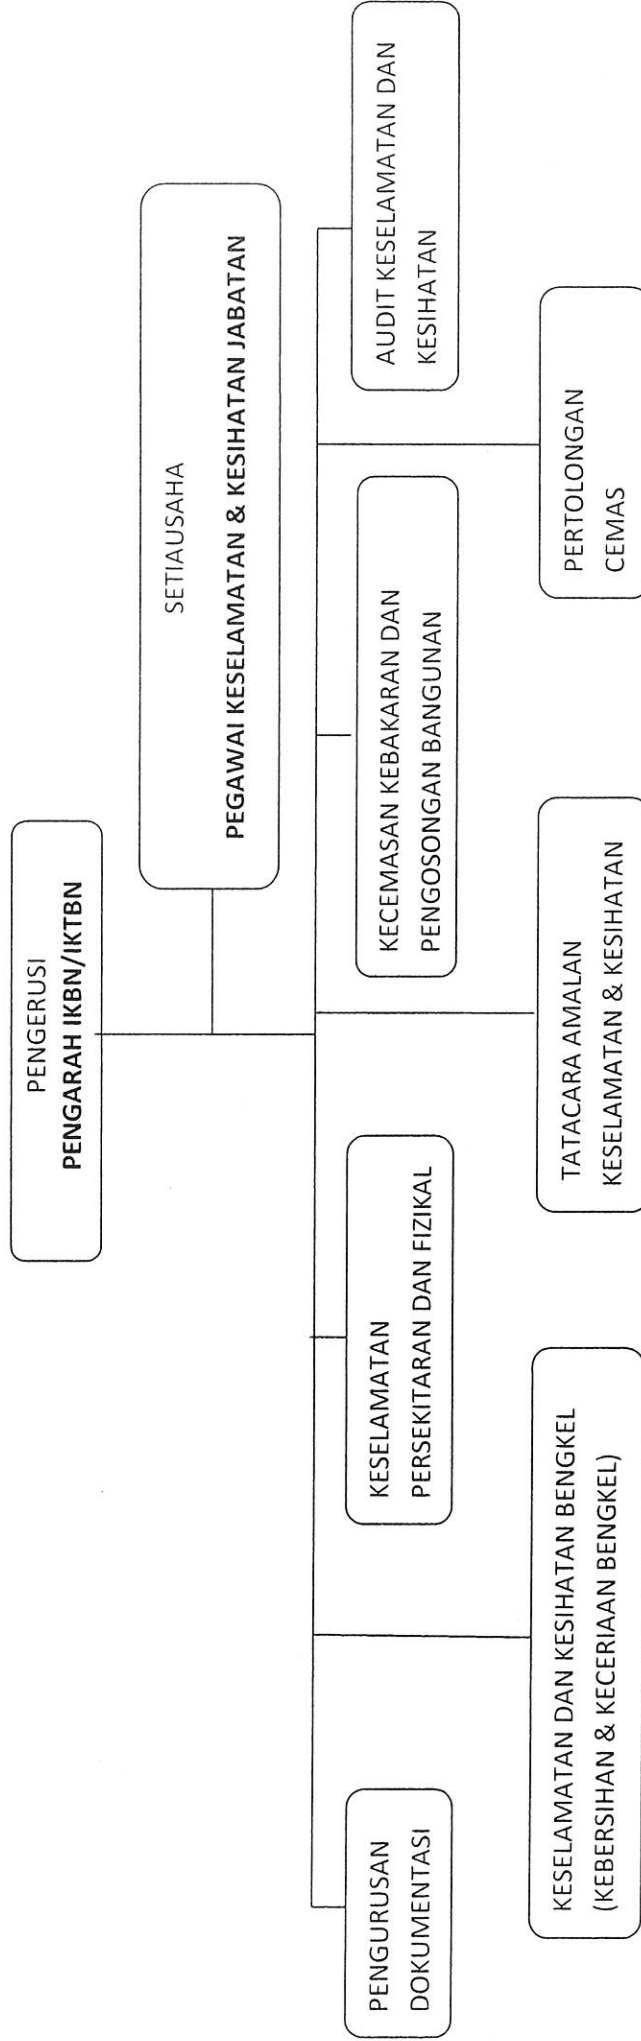 PENGERUSI
PENGARAH IKBN/IKTBN
SETIAUSAHA
PEGAWAI KESELAMATAN & KESIHATAN JABATAN
PENGURUSAN
DOKUMENTASI
KESELAMATAN
PERSEKITARAN DAN FIZIKAL
KECEMASAN KEBAKARAN DAN
PENGOSONGAN BANGUNAN
AUDIT KESELAMATAN DAN
KESIHATAN
KESELAMATAN DAN KESIHATAN BENGKEL
(KEBERSIHAN & KECERIAAN BENGKEL)
TATACARA AMALAN
KESELAMATAN & KESIHATAN
PERTOLONGAN
CEMAS